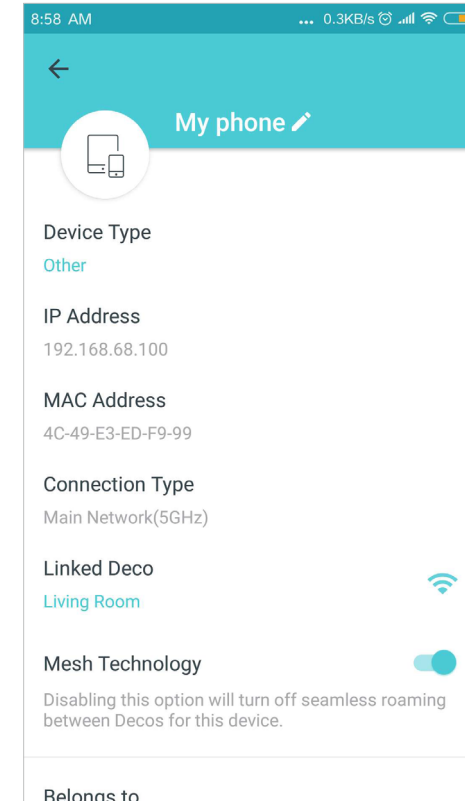 8:58 AM ... 0.3KB/s
My phone
Device Type
Other
IP Address
192.168.68.100
MAC Address
4C-49-E3-ED-F9-99
Connection Type
Main Network(5GHz)
Linked Deco
Living Room
Mesh Technology
Disabling this option will turn off seamless roaming
between Decos for this device.
Belongs to